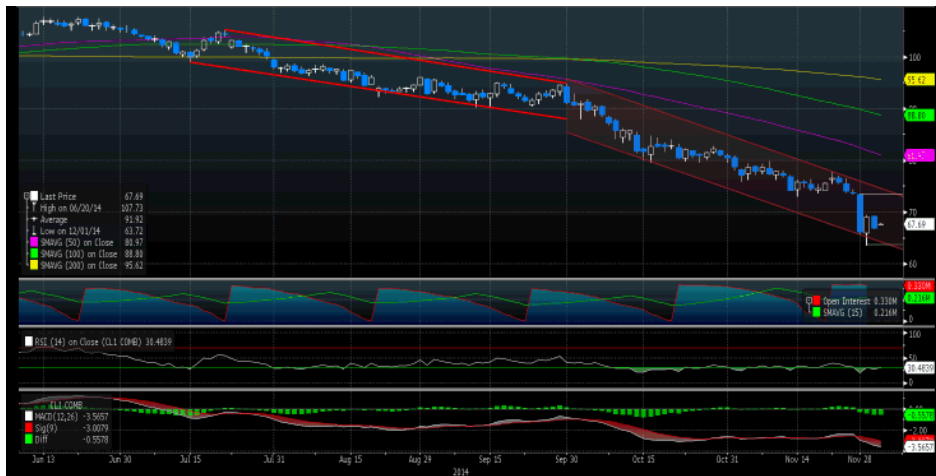 100
70
60
95.62
88.80
67.69
Last Price 67.69
High on 06/20/14 107.73
Average 91.92
Low on 12/01/14 63.72
SMAVG (50) on Close 80.97
SMAVG (100) on Close 88.80
SMAVG (200) on Close 95.62
Open Interest 0.330M
SMAVG (15) 0.216M
0.330M
0.216M
0
RSI (14) on Close (CL1 COMB) 30.4839
100
50
30.4839
0
CL1 COMB
MACD(12,26) -3.5657
Sig(9) -3.0079
Diff -0.5578
-0.5578
-2.00
-3.5657
Jun 13 Jun 30 Jul 15 Jul 31 Aug 15 Aug 29 Sep 15 Sep 30 Oct 15 Oct 31 Nov 14 Nov 28
2014